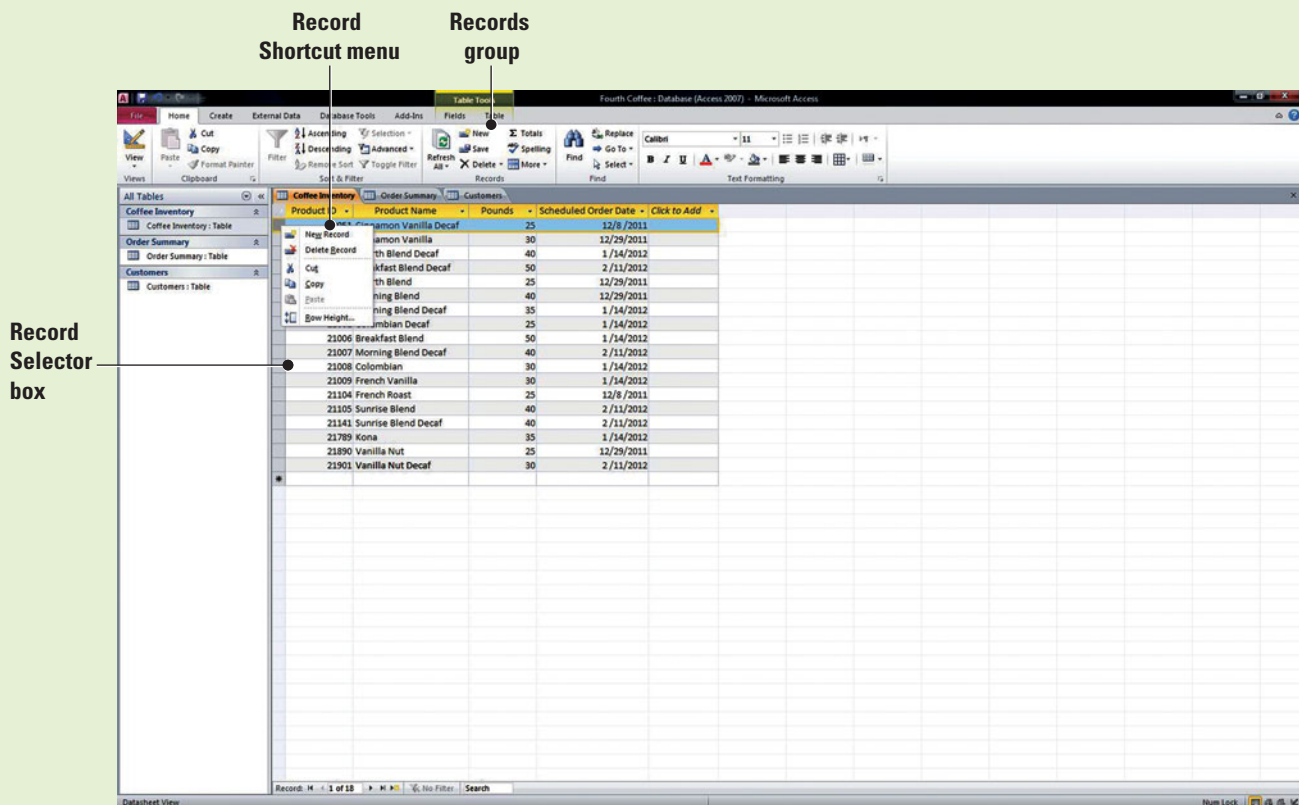 Record
Shortcut menu
Records
group
Record
Selector
box
Table Tools
Fourth Coffee : Database (Access 2007) - Microsoft Access
File Home Create External Data Database Tools Add-Ins Fields Table
View
Views
Paste
Cut
Copy
Format Painter
Clipboard
Filter
Ascending
Descending
Remove Sort
Selection
Advanced
Toggle Filter
Sort & Filter
Refresh
All
New
Save
Delete
Totals
Spelling
More
Records
Find
Replace
Go To
Select
Find
Calibri 11
B I U A
Text Formatting
All Tables
Coffee Inventory
Coffee Inventory : Table
Order Summary
Order Summary : Table
Customers
Customers : Table
Coffee Inventory Order Summary Customers
Product ID Product Name Pounds Scheduled Order Date Click to Add
Cinnamon Vanilla Decaf 25 12/8 /2011
namon Vanilla 30 12/29/2011
th Blend Decaf 40 1 /14/2012
kfast Blend Decaf 50 2 /11/2012
th Blend 25 12/29/2011
ning Blend 40 12/29/2011
ning Blend Decaf 35 1 /14/2012
umbian Decaf 25 1 /14/2012
21006 Breakfast Blend 50 1 /14/2012
21007 Morning Blend Decaf 40 2 /11/2012
21008 Colombian 30 1 /14/2012
21009 French Vanilla 30 1 /14/2012
21104 French Roast 25 12/8 /2011
21105 Sunrise Blend 40 2 /11/2012
21141 Sunrise Blend Decaf 40 2 /11/2012
21789 Kona 35 1 /14/2012
21890 Vanilla Nut 25 12/29/2011
21901 Vanilla Nut Decaf 30 2 /11/2012
New Record
Delete Record
Cut
Copy
Paste
Row Height...
Record: 1 of 18 No Filter Search
Datasheet View
Num Lock